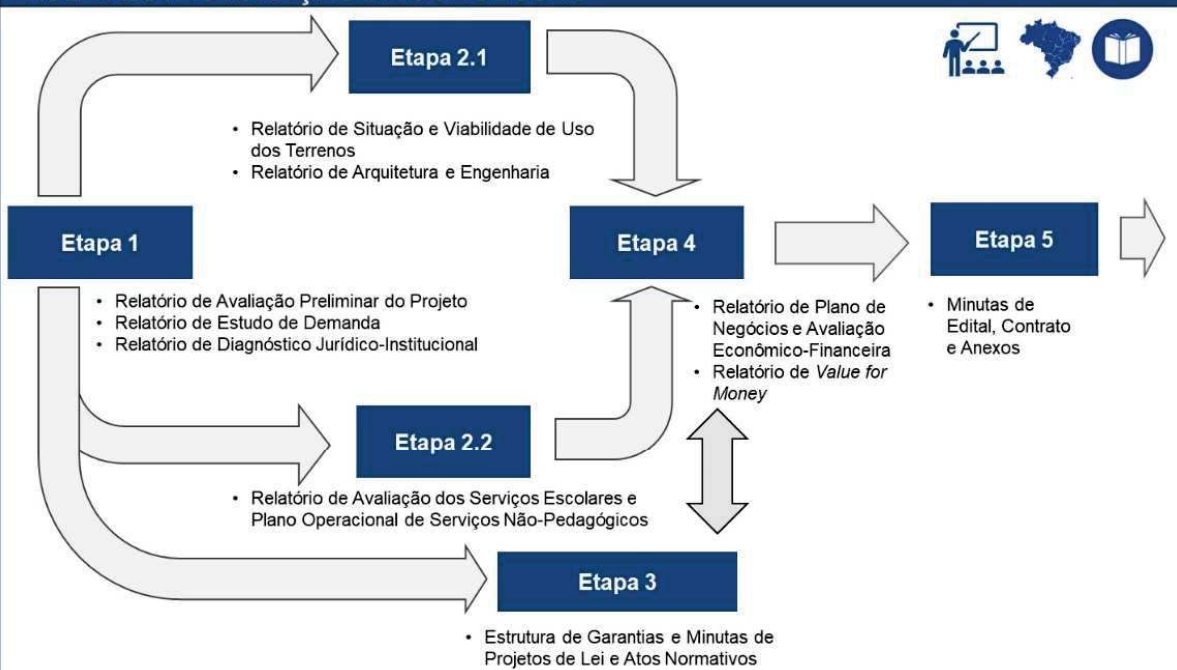 Etapa 2.1
• Relatório de Situação e Viabilidade de Uso
dos Terrenos
• Relatório de Arquitetura e Engenharia
Etapa 1
• Relatório de Avaliação Preliminar do Projeto
• Relatório de Estudo de Demanda
• Relatório de Diagnóstico Jurídico-Institucional
Etapa 2.2
• Relatório de Avaliação dos Serviços Escolares e
Plano Operacional de Serviços Não-Pedagógicos
Etapa 3
• Estrutura de Garantias e Minutas de
Projetos de Lei e Atos Normativos
Etapa 4
• Relatório de Plano de
Negócios e Avaliação
Econômico-Financeira
• Relatório de Value for
Money
Etapa 5
• Minutas de
Edital, Contrato
e Anexos